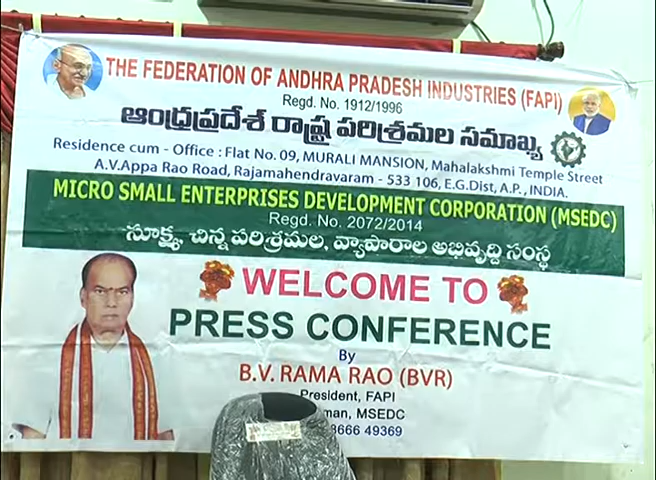 THE FEDERATION OF ANDHRA PRADESH INDUSTRIES (FAPI)
Regd. No. 1912/1996
ఆంధ్రప్రదేశ్ రాష్ట్ర పరిశ్రమల సమాఖ్య
Residence cum - Office : Flat No. 09, MURALI MANSION, Mahalakshmi Temple Street
A.V.Appa Rao Road, Rajamahendravaram - 533 106, E.G.Dist, A.P., INDIA.
MICRO SMALL ENTERPRISES DEVELOPMENT CORPORATION (MSEDC)
Regd. No. 2072/2014
సూక్ష్మ, చిన్న పరిశ్రమల, వ్యాపారాల అభివృద్ది సంస్థ
WELCOME TO
PRESS CONFERENCE
By
B.V. RAMA RAO (BVR)
President, FAPI
MSEDC
8666 49369